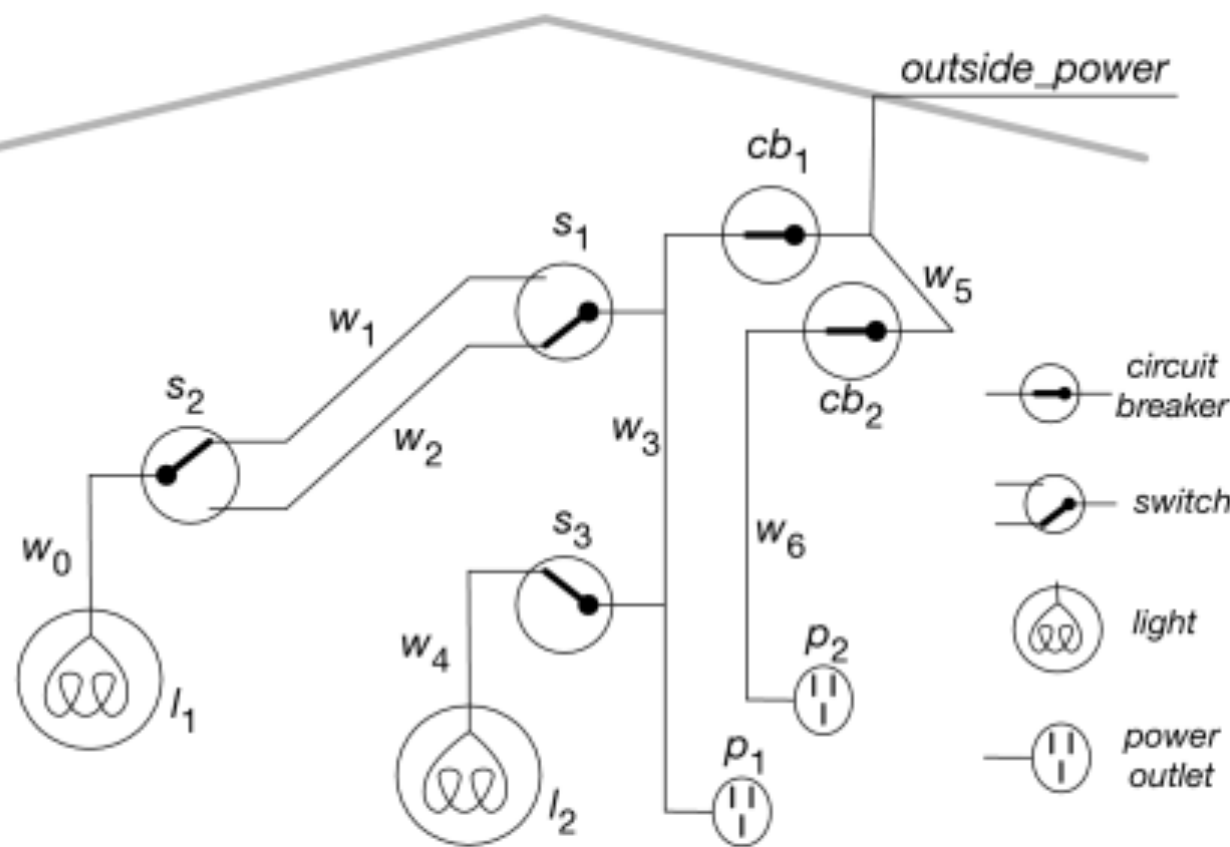 outside_power
cb1
s1
w5
w1
circuit
breaker
s2
cb2
w2
w3
switch
s3
w0
w6
light
w4
p2
l1
p1
power
outlet
l2